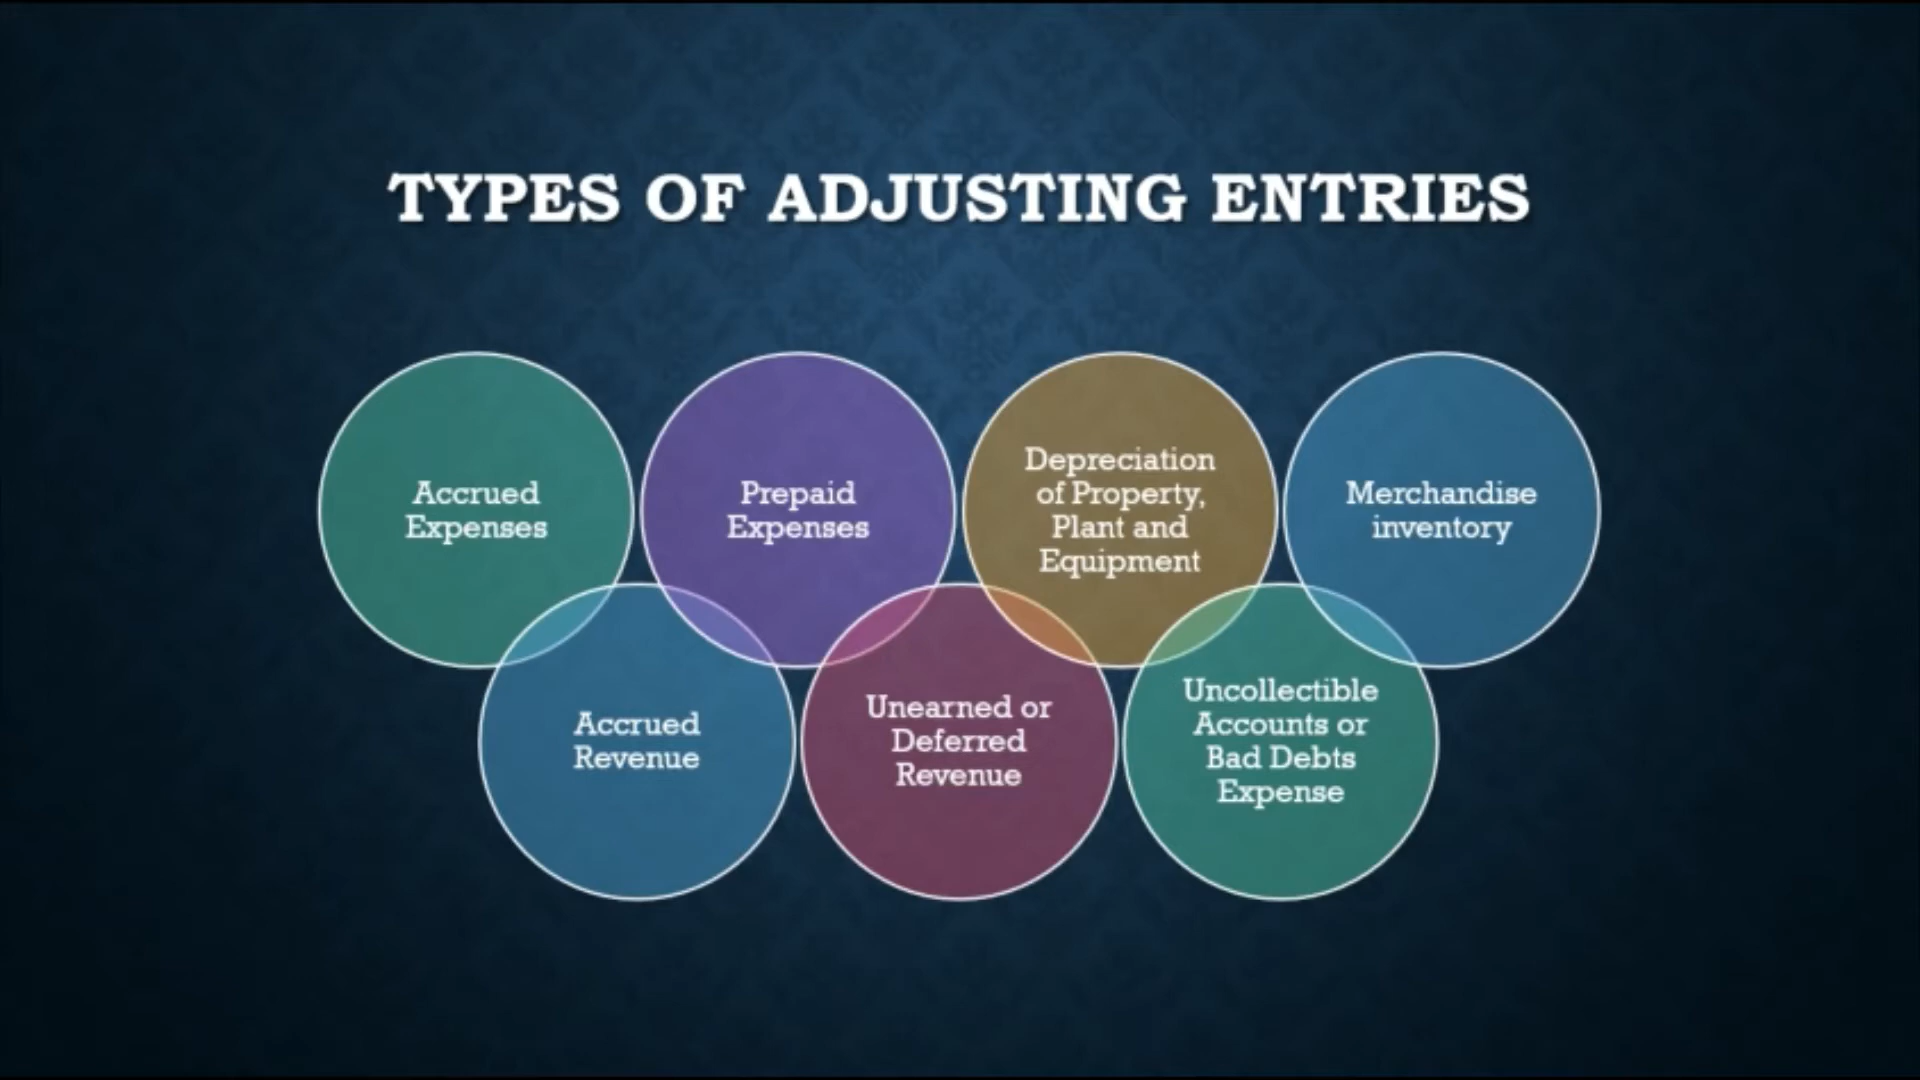 TYPES OF ADJUSTING ENTRIES
Accrued
Expenses
Prepaid
Expenses
Depreciation
of Property,
Plant and
Equipment
Merchandise
inventory
Accrued
Revenue
Unearned or
Deferred
Revenue
Uncollectible
Accounts or
Bad Debts
Expense